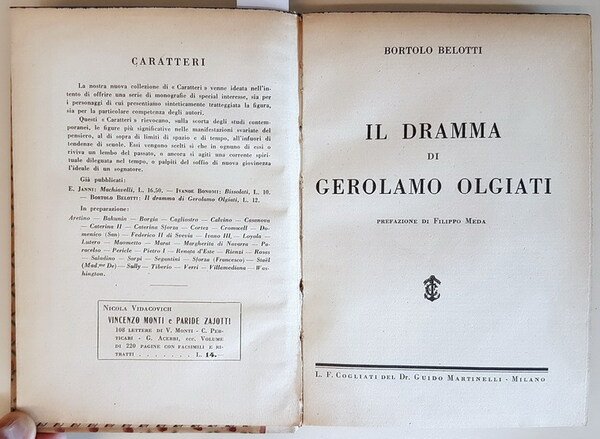 CARATTERI
La nostra nuova collezione di « Caratteri » venne ideata nell'in-
tento di offrire una serie di monografie di special interesse, sia per
i personaggi di cui presentiamo sinteticamente tratteggiata la figura,
sia per la particolare competenza degli autori.
Questi « Caratteri » rievocano, sulla scorta degli studi contem-
poranei, le figure più significative nelle manifestazioni svariate del
pensiero, al di sopra di limiti di spazio e di tempo, all'infuori di
tendenze di scuole. Essi vengono scelti sì che in ognuno di essi o
riviva un lembo del passato, o ancora si agiti una corrente spiri-
tuale dileguata nel tempo, o palpiti del soffio di nuova giovinezza
l'ideale di un sognatore.
Già pubblicati:
E. Janni: Machiavelli, L. 16.50. — Ivanoe Bonomi: Bissolati, L. 10.
— Bortolo Belotti: Il dramma di Gerolamo Olgiati, L. 12.
In preparazione:
Aretino — Bakunin — Borgia — Cagliostro — Calvino — Casanova
— Caterina II — Caterina Sforza — Cortez — Cromwell — Do-
menico (San) — Federico II di Svevia — Ivano III, — Loyola —
Lutero — Maometto — Marat — Margherita di Navarra — Pa-
racelso — Pericle — Pietro I — Renata d'Este — Rienzi — Rosas
— Saladino — Sarpi — Segantini — Sforza (Francesco) — Staël
(Mad.me De) — Sully — Tiberio — Verri — Villamediana — Was-
hington.
Nicola Vidacovich
VINCENZO MONTI e PARIDE ZAJOTTI
108 lettere di V. Monti - C. Per-
ticari - G. Acerbi, ecc. Volume
di 220 pagine con facsimili e ri-
tratti . . . . . . . L. 14.-
BORTOLO BELOTTI
IL DRAMMA
DI
GEROLAMO OLGIATI
PREFAZIONE DI FILIPPO MEDA
L. F. Cogliati del Dr. Guido Martinelli - Milano